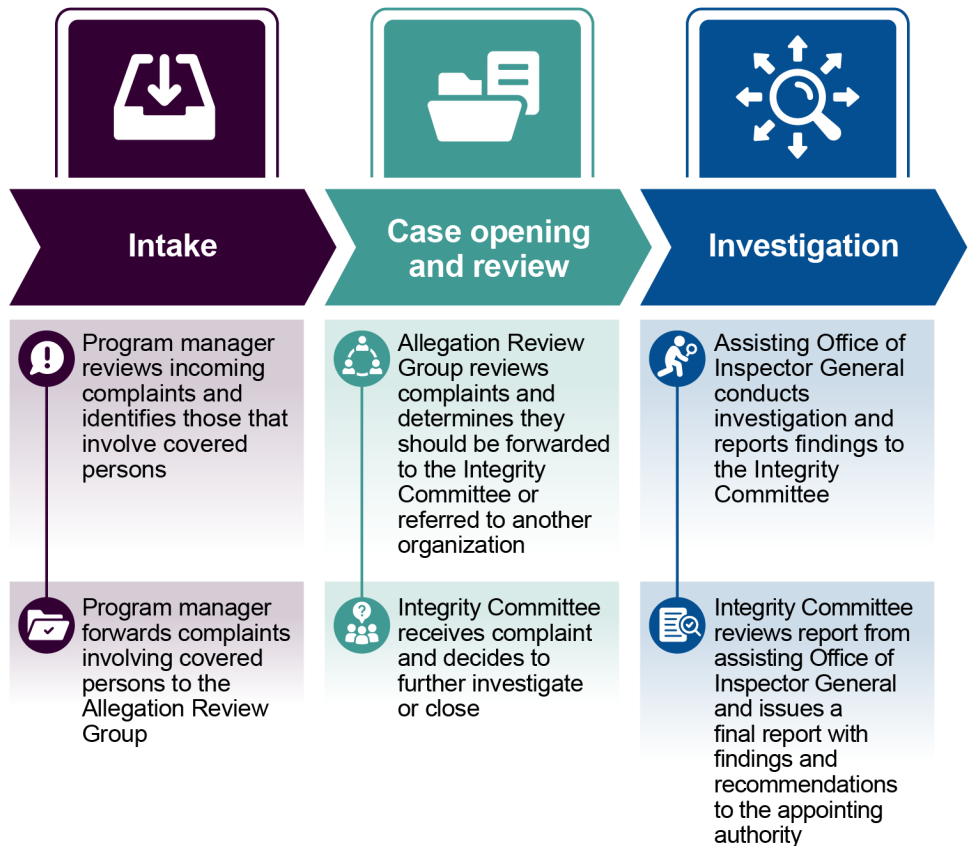 Intake
Case opening
and review
Investigation
Program manager
reviews incoming
complaints and
identifies those that
involve covered
persons
Program manager
forwards complaints
involving covered
persons to the
Allegation Review
Group
Allegation Review
Group reviews
complaints and
determines they
should be forwarded
to the Integrity
Committee or
referred to another
organization
Integrity Committee
receives complaint
and decides to
further investigate
or close
Assisting Office of
Inspector General
conducts
investigation and
reports findings to
the Integrity
Committee
Integrity Committee
reviews report from
assisting Office of
Inspector General
and issues a
final report with
findings and
recommendations
to the appointing
authority